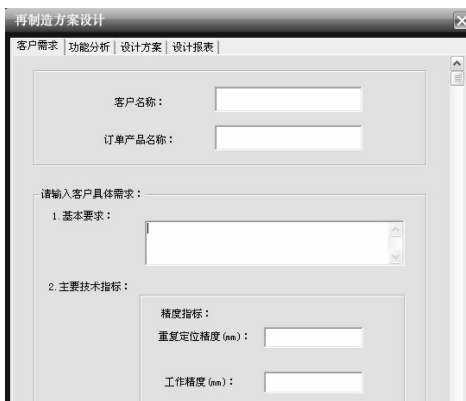 再制造方案设计
客户需求 功能分析 设计方案 设计报表
客户名称：
订单产品名称：
请输入客户具体需求：
1.基本要求：
2.主要技术指标：
精度指标：
重复定位精度(mm)：
工作精度(mm)：